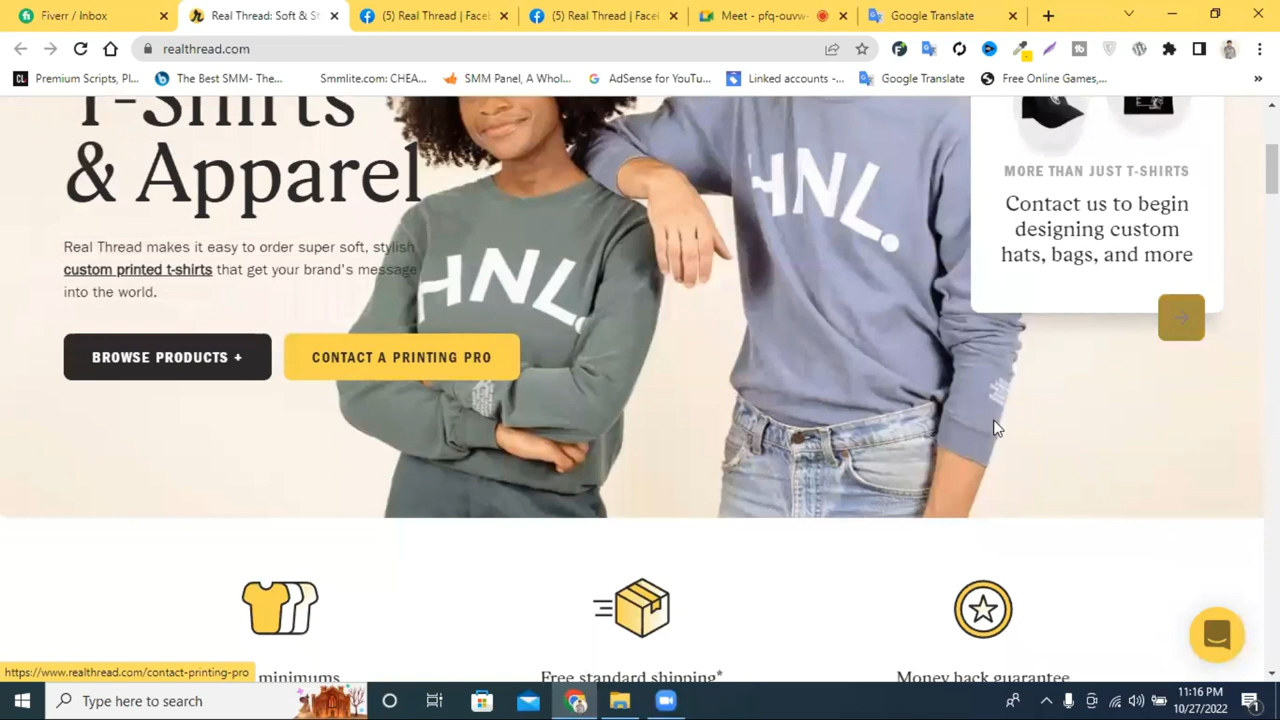 Fiverr / Inbox
Real Thread: Soft & St
(5) Real Thread | Faceb
(5) Real Thread | Faceb
Meet - pfq-ouvw-
Google Translate
realthread.com
CL Premium Scripts, Pl...
The Best SMM- The...
Smmlite.com: CHEA...
SMM Panel, A Whol...
AdSense for YouTu...
Linked accounts -...
Google Translate
Free Online Games,...
T-Shirts
& Apparel
Real Thread makes it easy to order super soft, stylish
custom printed t-shirts that get your brand's message
into the world.
BROWSE PRODUCTS +
CONTACT A PRINTING PRO
HNL.
HNL.
MORE THAN JUST T-SHIRTS
Contact us to begin
designing custom
hats, bags, and more
minimums
Free standard shipping*
Money back guarantee
https://www.realthread.com/contact-printing-pro
Type here to search
11:16 PM
10/27/2022
1